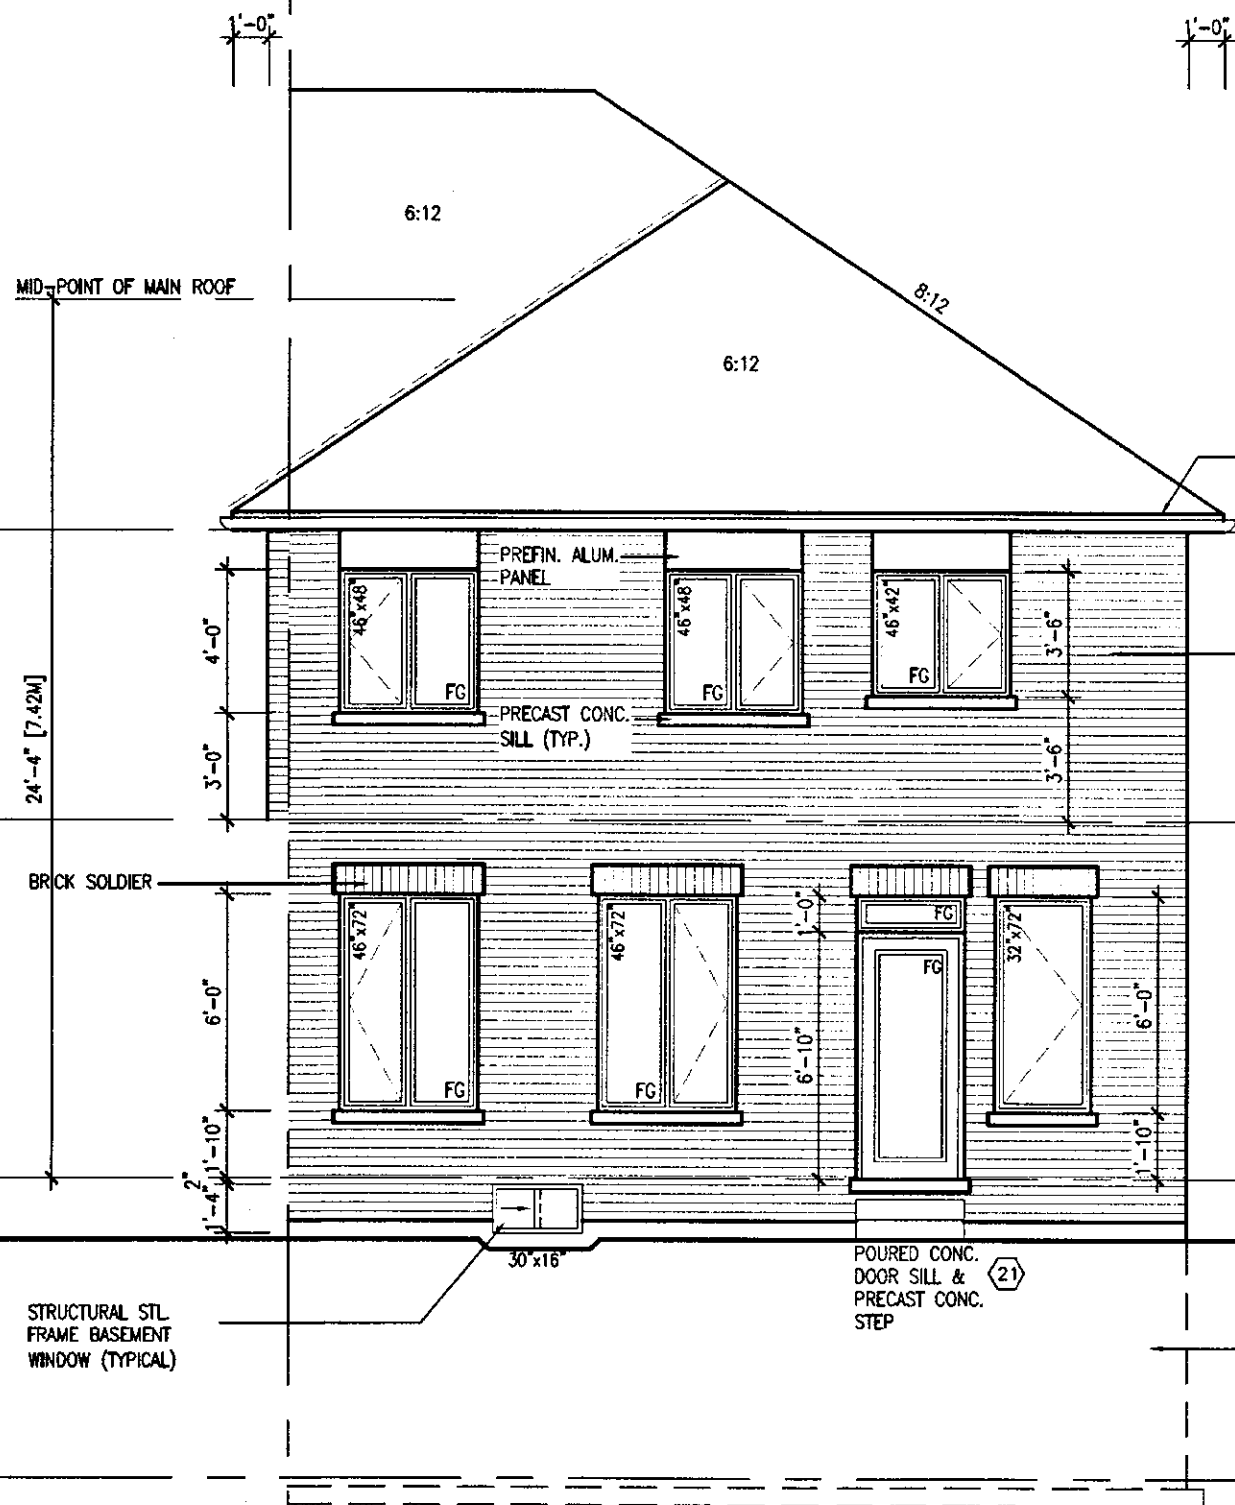 1'-0"
1'-0"
6:12
MID-POINT OF MAIN ROOF
8:12
6:12
PREFIN. ALUM.
PANEL
46"x48"
46"x48"
46"x42"
4'-0"
3'-6"
FG
FG
FG
PRECAST CONC.
SILL (TYP.)
24'-4" [7.42M]
3'-0"
3'-6"
BRICK SOLDIER
46"x72"
46"x72"
1'-0"
FG
32"x72"
FG
6'-0"
6'-0"
6'-10"
FG
FG
1'-10"
1'-10"
2"
1'-4"
30"x16"
POURED CONC.
DOOR SILL & 21
PRECAST CONC.
STEP
STRUCTURAL STL.
FRAME BASEMENT
WINDOW (TYPICAL)